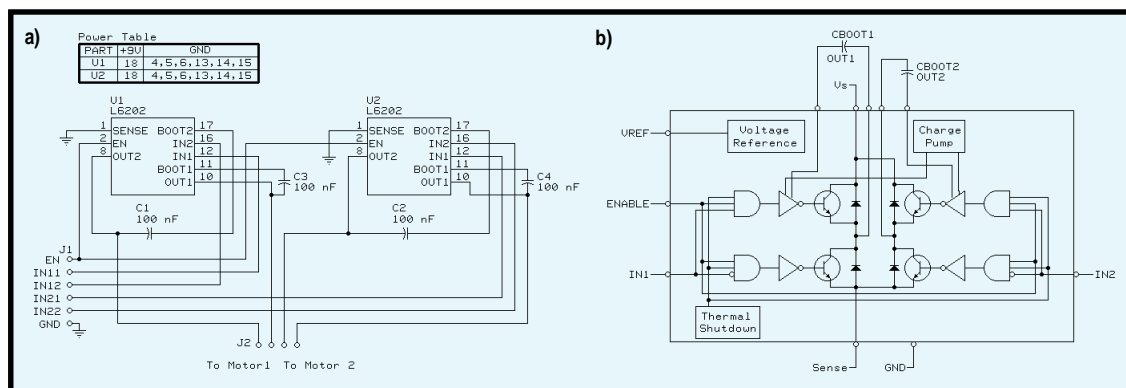 a)
Power Table
PART +9V GND
U1 18 4,5,6,13,14,15
U2 18 4,5,6,13,14,15
U1
L6202
1 SENSE BOOT2 17
2 EN IN2 16
8 OUT2 IN1 12
BOOT1 11
OUT1 10
C3
100 nF
C1
100 nF
U2
L6202
1 SENSE BOOT2 17
2 EN IN2 16
8 OUT2 IN1 12
BOOT1 11
OUT1 10
C4
100 nF
C2
100 nF
J1
EN
IN11
IN12
IN21
IN22
GND
J2
To Motor1 To Motor 2
b)
CBOOT1
OUT1
CBOOT2
OUT2
Vs
VREF
Voltage
Reference
Charge
Pump
ENABLE
IN1
IN2
Thermal
Shutdown
Sense
GND